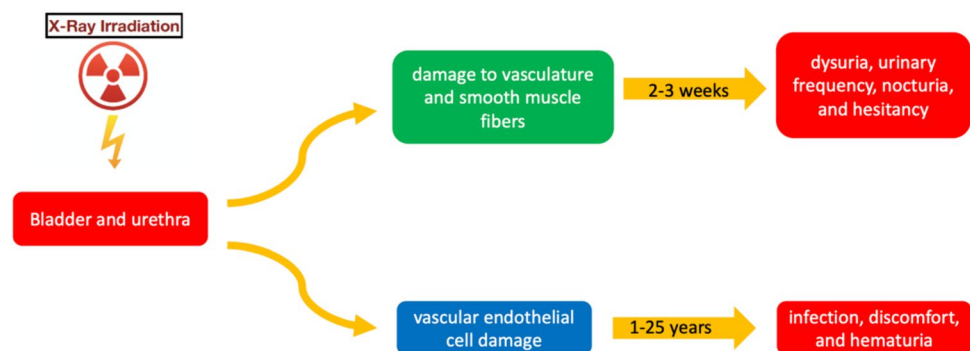 X-Ray Irradiation
Bladder and urethra
damage to vasculature
and smooth muscle
fibers
2-3 weeks
dysuria, urinary
frequency, nocturia,
and hesitancy
vascular endothelial
cell damage
1-25 years
infection, discomfort,
and hematuria